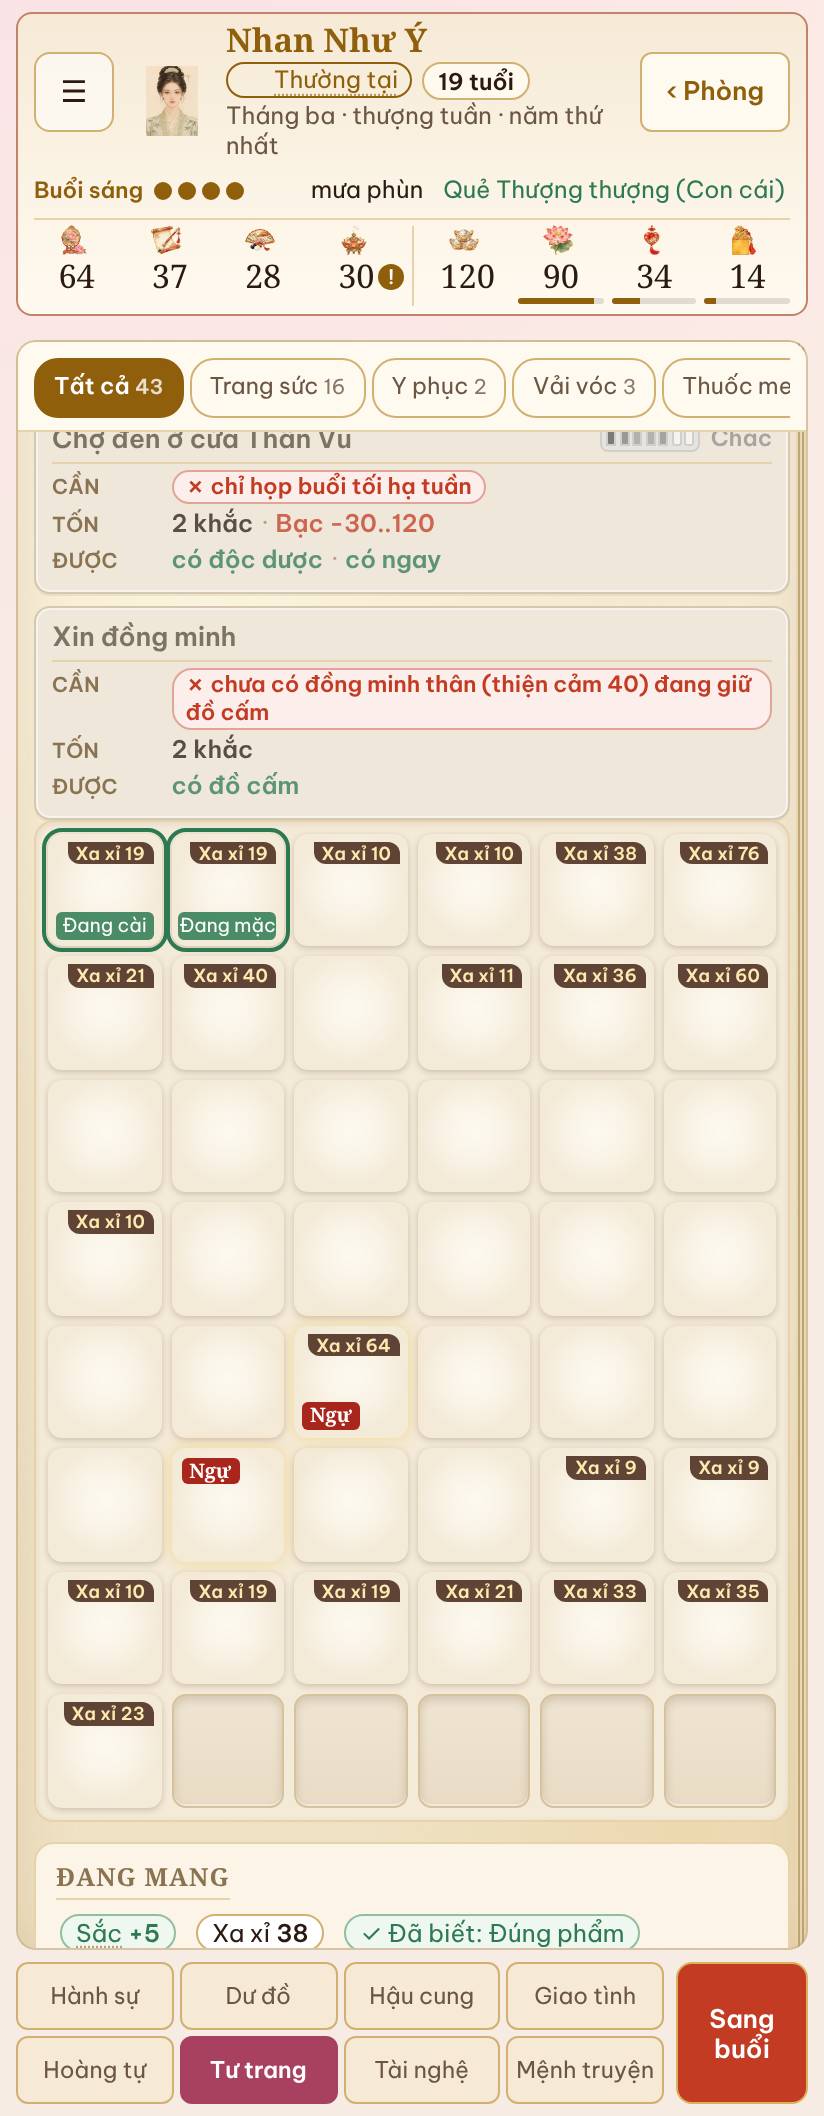 ☰
Nhan Như Ý
Thường tại
19 tuổi
Tháng ba · thượng tuần · năm thứ
nhất
‹ Phòng
Buổi sáng
mưa phùn
Quẻ Thượng thượng (Con cái)
64 37 28 30 ! 120 90 34 14
Tất cả 43
Trang sức 16
Y phục 2
Vải vóc 3
Thuốc me
Chợ đen ở cửa Thần Vũ
Chắc
CẦN
× chỉ họp buổi tối hạ tuần
TỐN
2 khắc · Bạc -30..120
ĐƯỢC
có độc dược · có ngay
Xin đồng minh
CẦN
× chưa có đồng minh thân (thiện cảm 40) đang giữ
đồ cấm
TỐN
2 khắc
ĐƯỢC
có đồ cấm
Xa xỉ 19 Xa xỉ 19 Xa xỉ 10 Xa xỉ 10 Xa xỉ 38 Xa xỉ 76
Đang cài Đang mặc
Xa xỉ 21 Xa xỉ 40 Xa xỉ 11 Xa xỉ 36 Xa xỉ 60
Xa xỉ 10
Xa xỉ 64
Ngự
Ngự
Xa xỉ 9 Xa xỉ 9
Xa xỉ 10 Xa xỉ 19 Xa xỉ 19 Xa xỉ 21 Xa xỉ 33 Xa xỉ 35
Xa xỉ 23
ĐANG MANG
Sắc +5
Xa xỉ 38
✓ Đã biết: Đúng phẩm
Hành sự
Dư đồ
Hậu cung
Giao tình
Sang
buổi
Hoàng tự
Tư trang
Tài nghệ
Mệnh truyện